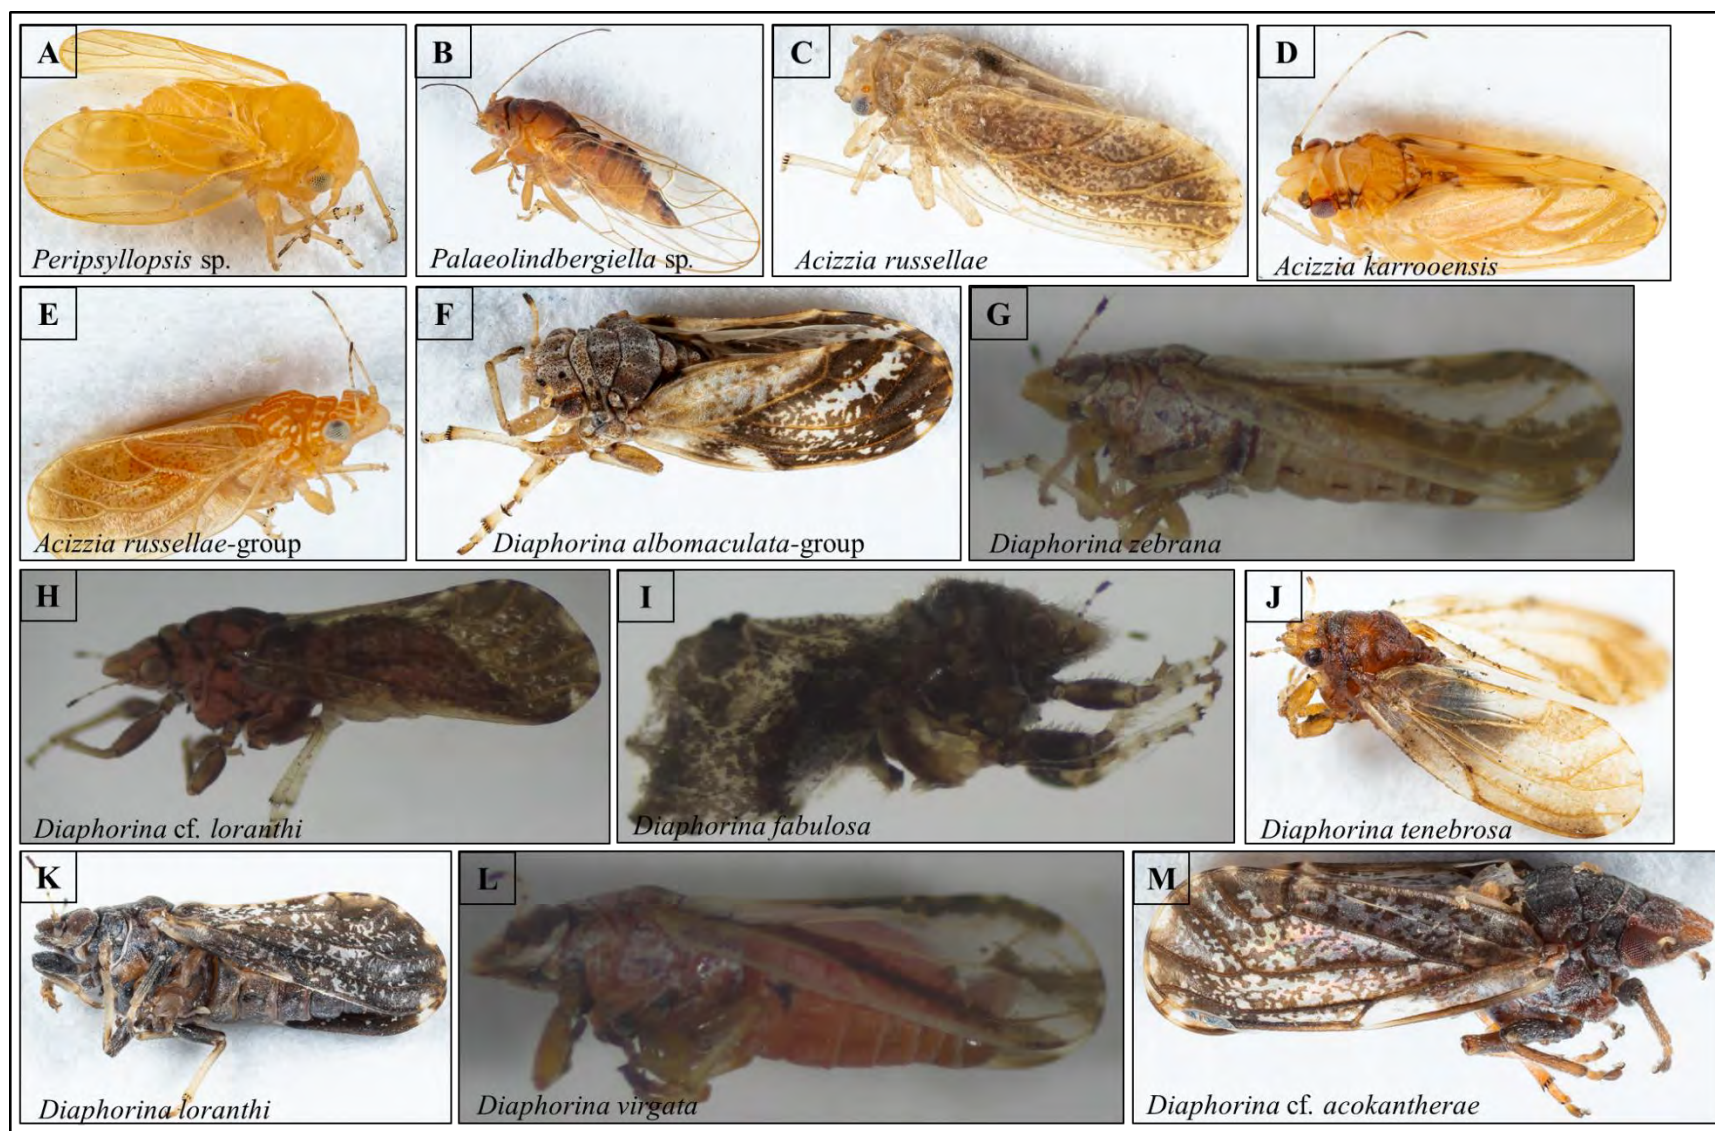 A
Peripsyllopsis sp.
B
Palaeolindbergiella sp.
C
Acizzia russellae
D
Acizzia karrooensis
E
Acizzia russellae-group
F
Diaphorina albomaculata-group
G
Diaphorina zebrana
H
Diaphorina cf. loranthi
I
Diaphorina fabulosa
J
Diaphorina tenebrosa
K
Diaphorina loranthi
L
Diaphorina virgata
M
Diaphorina cf. acokantherae